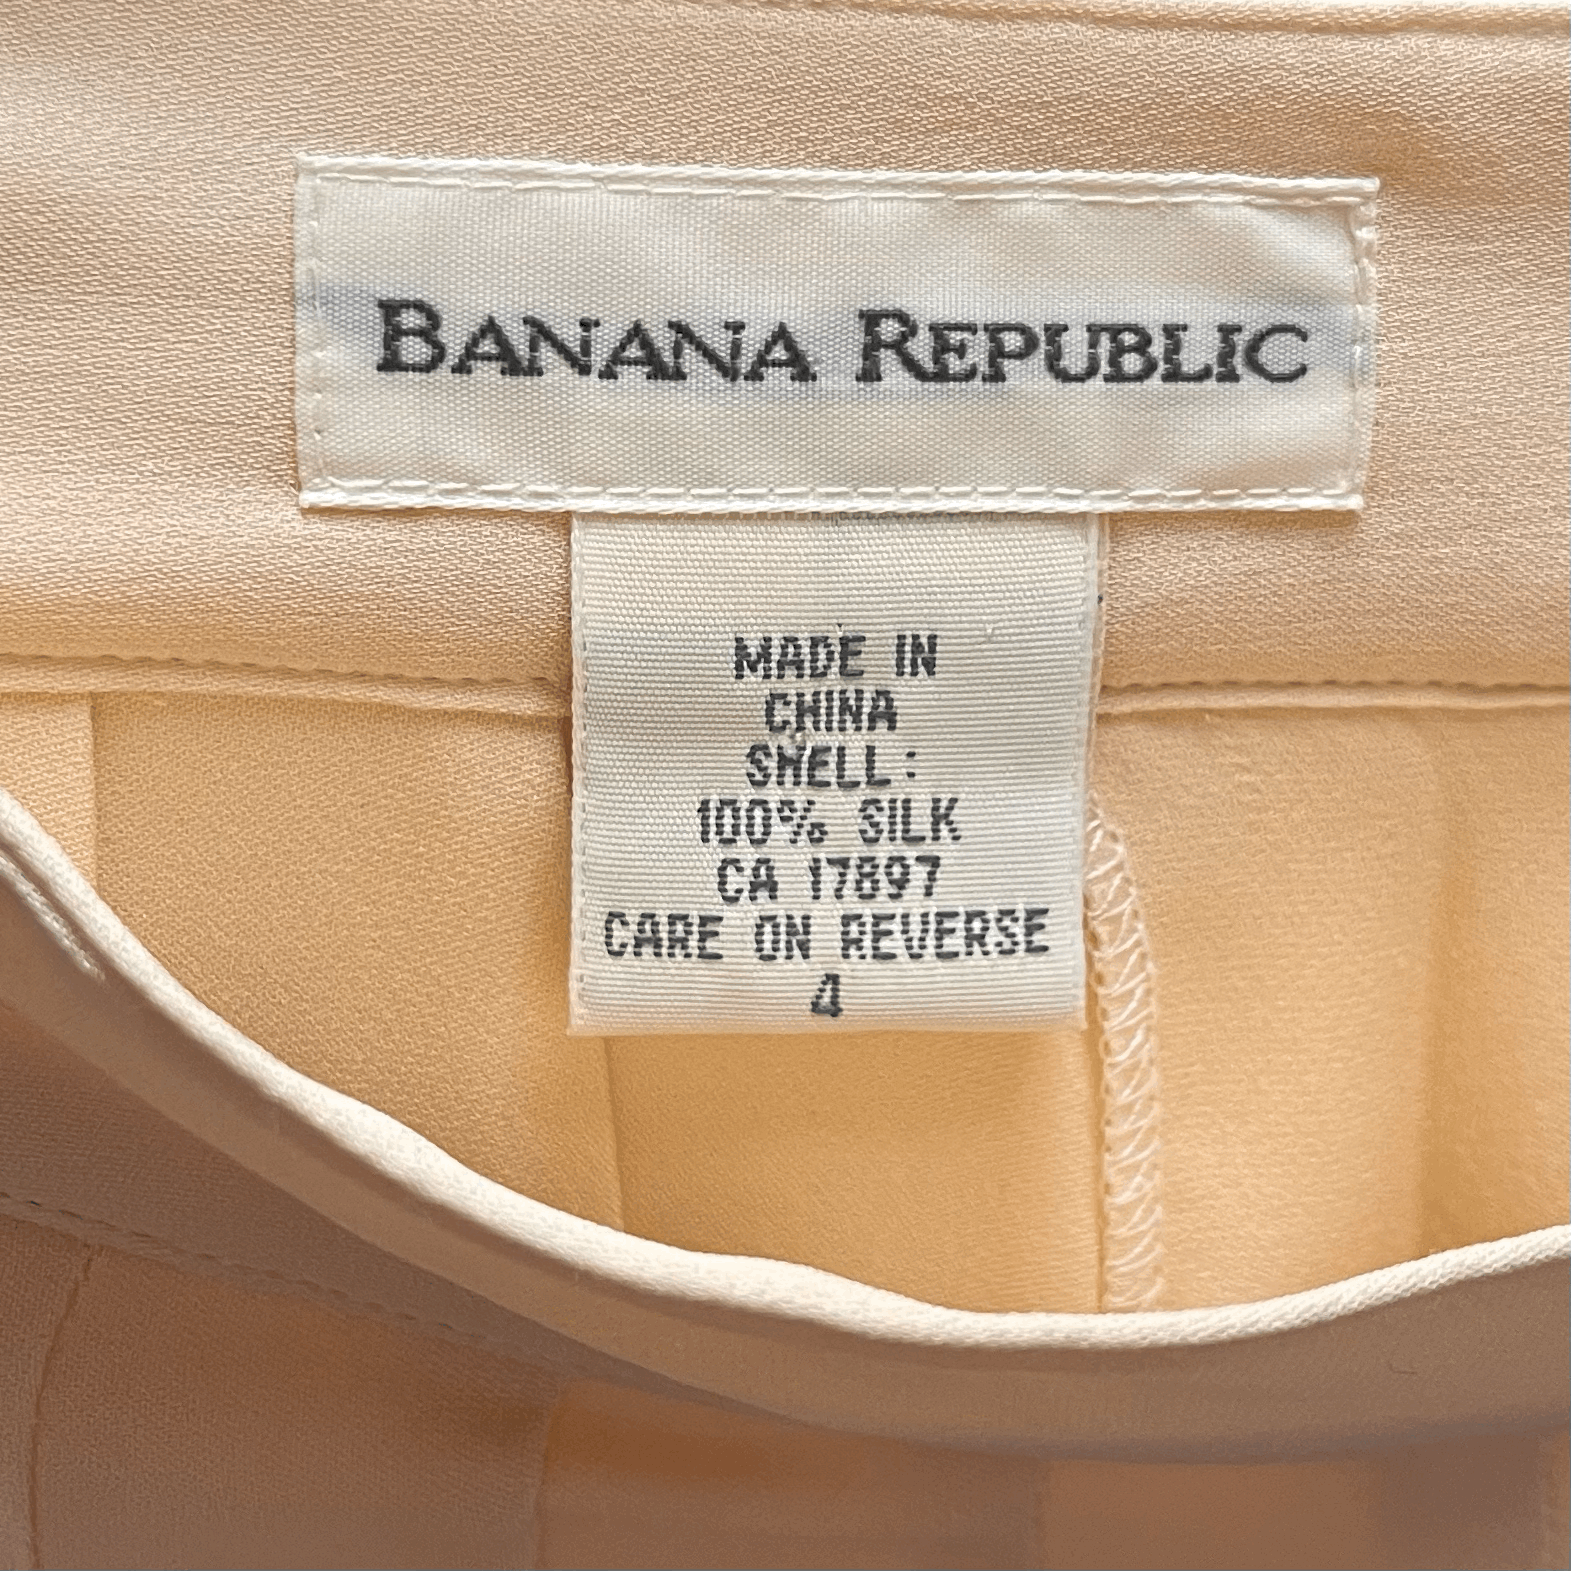 BANANA REPUBLIC
MADE IN
CHINA
SHELL:
100% SILK
CA 17897
CARE ON REVERSE
4